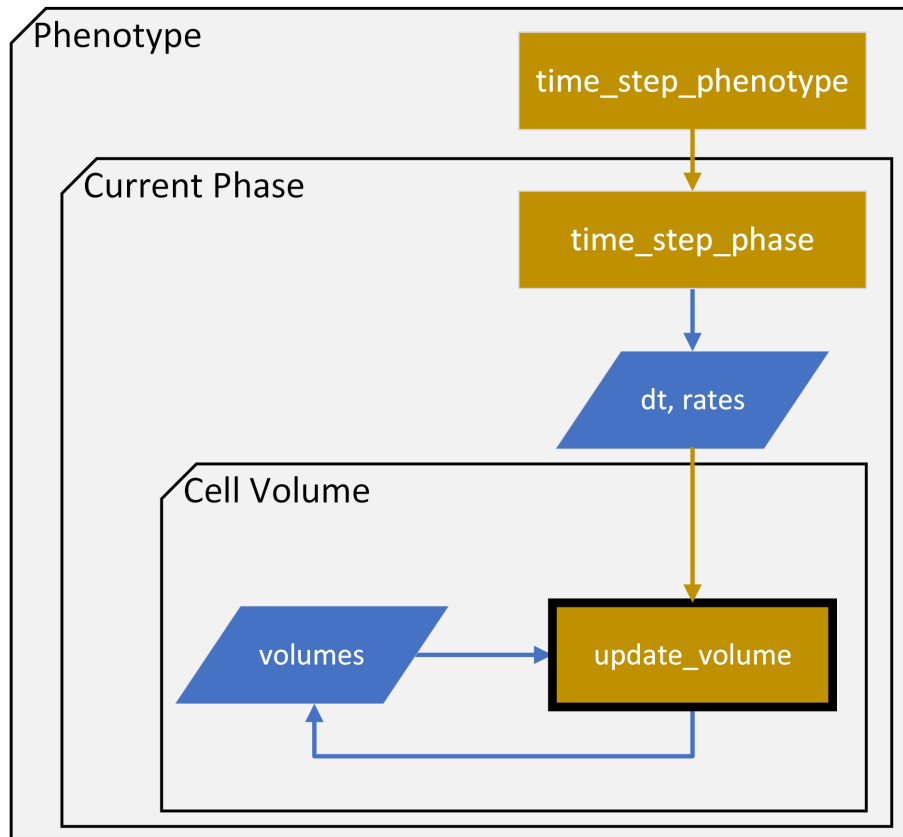 Phenotype
time_step_phenotype
Current Phase
time_step_phase
dt, rates
Cell Volume
volumes
update_volume